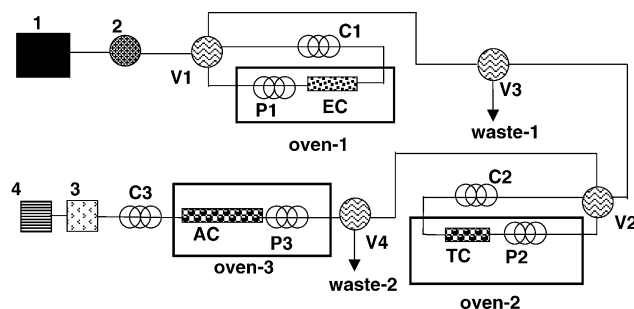 1
2
C1
V1
P1
EC
oven-1
V3
waste-1
4
3
C3
AC
P3
oven-3
V4
waste-2
C2
V2
TC
P2
oven-2